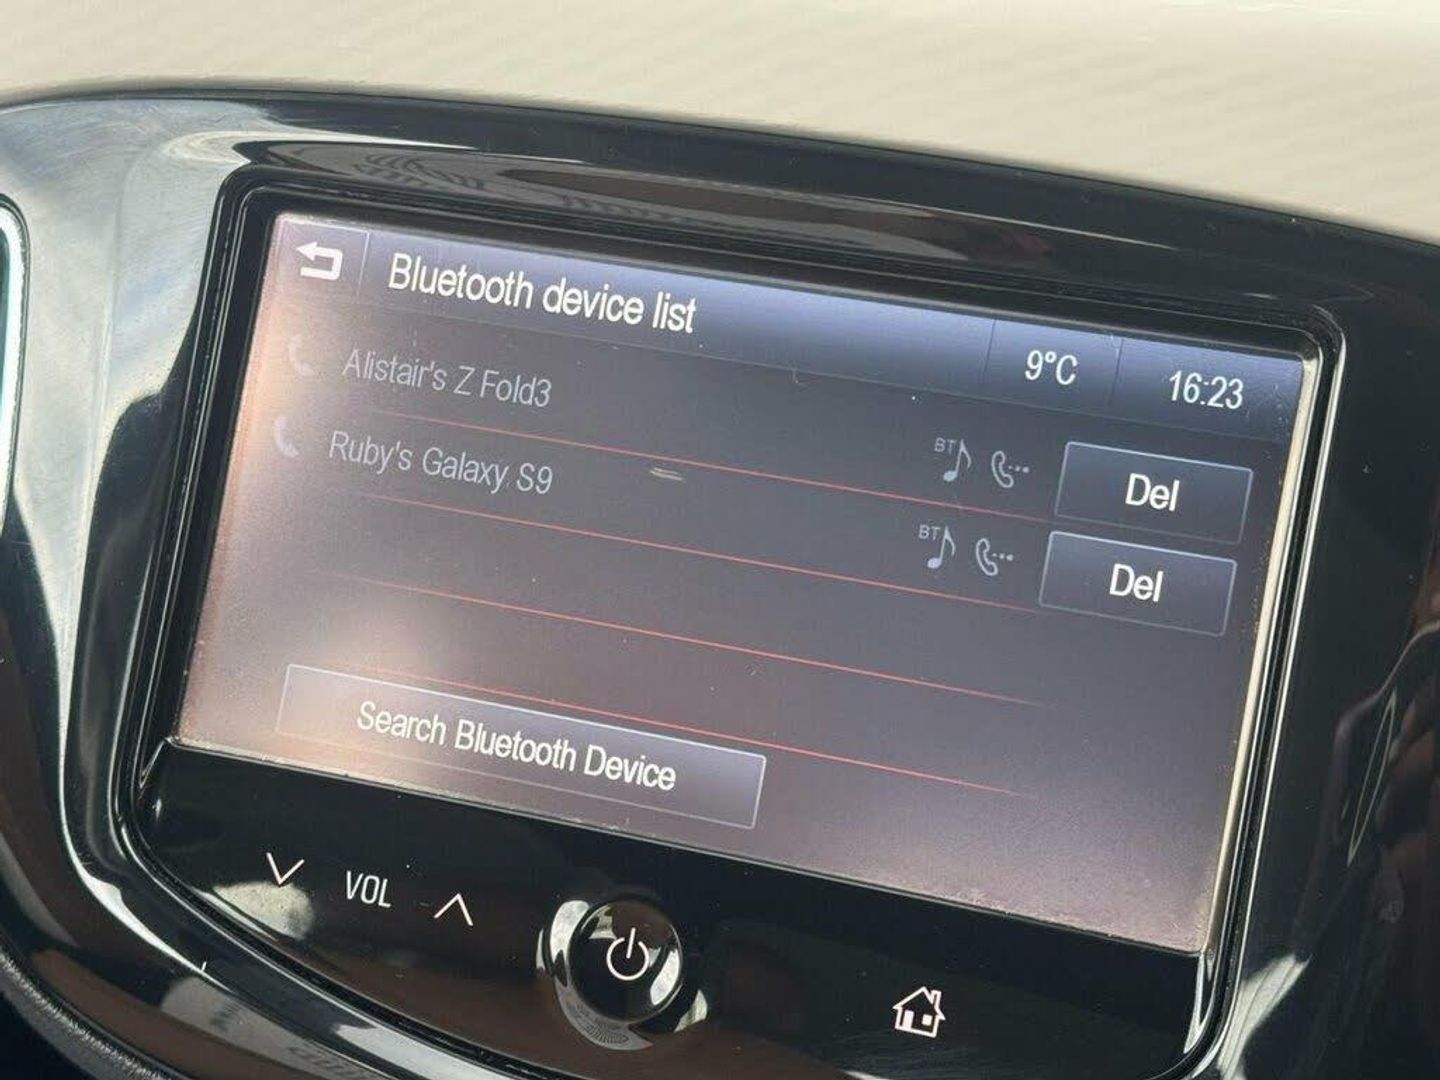 Bluetooth device list
9°C
16:23
Alistair's Z Fold3
BT
Del
Ruby's Galaxy S9
BT
Del
Search Bluetooth Device
VOL